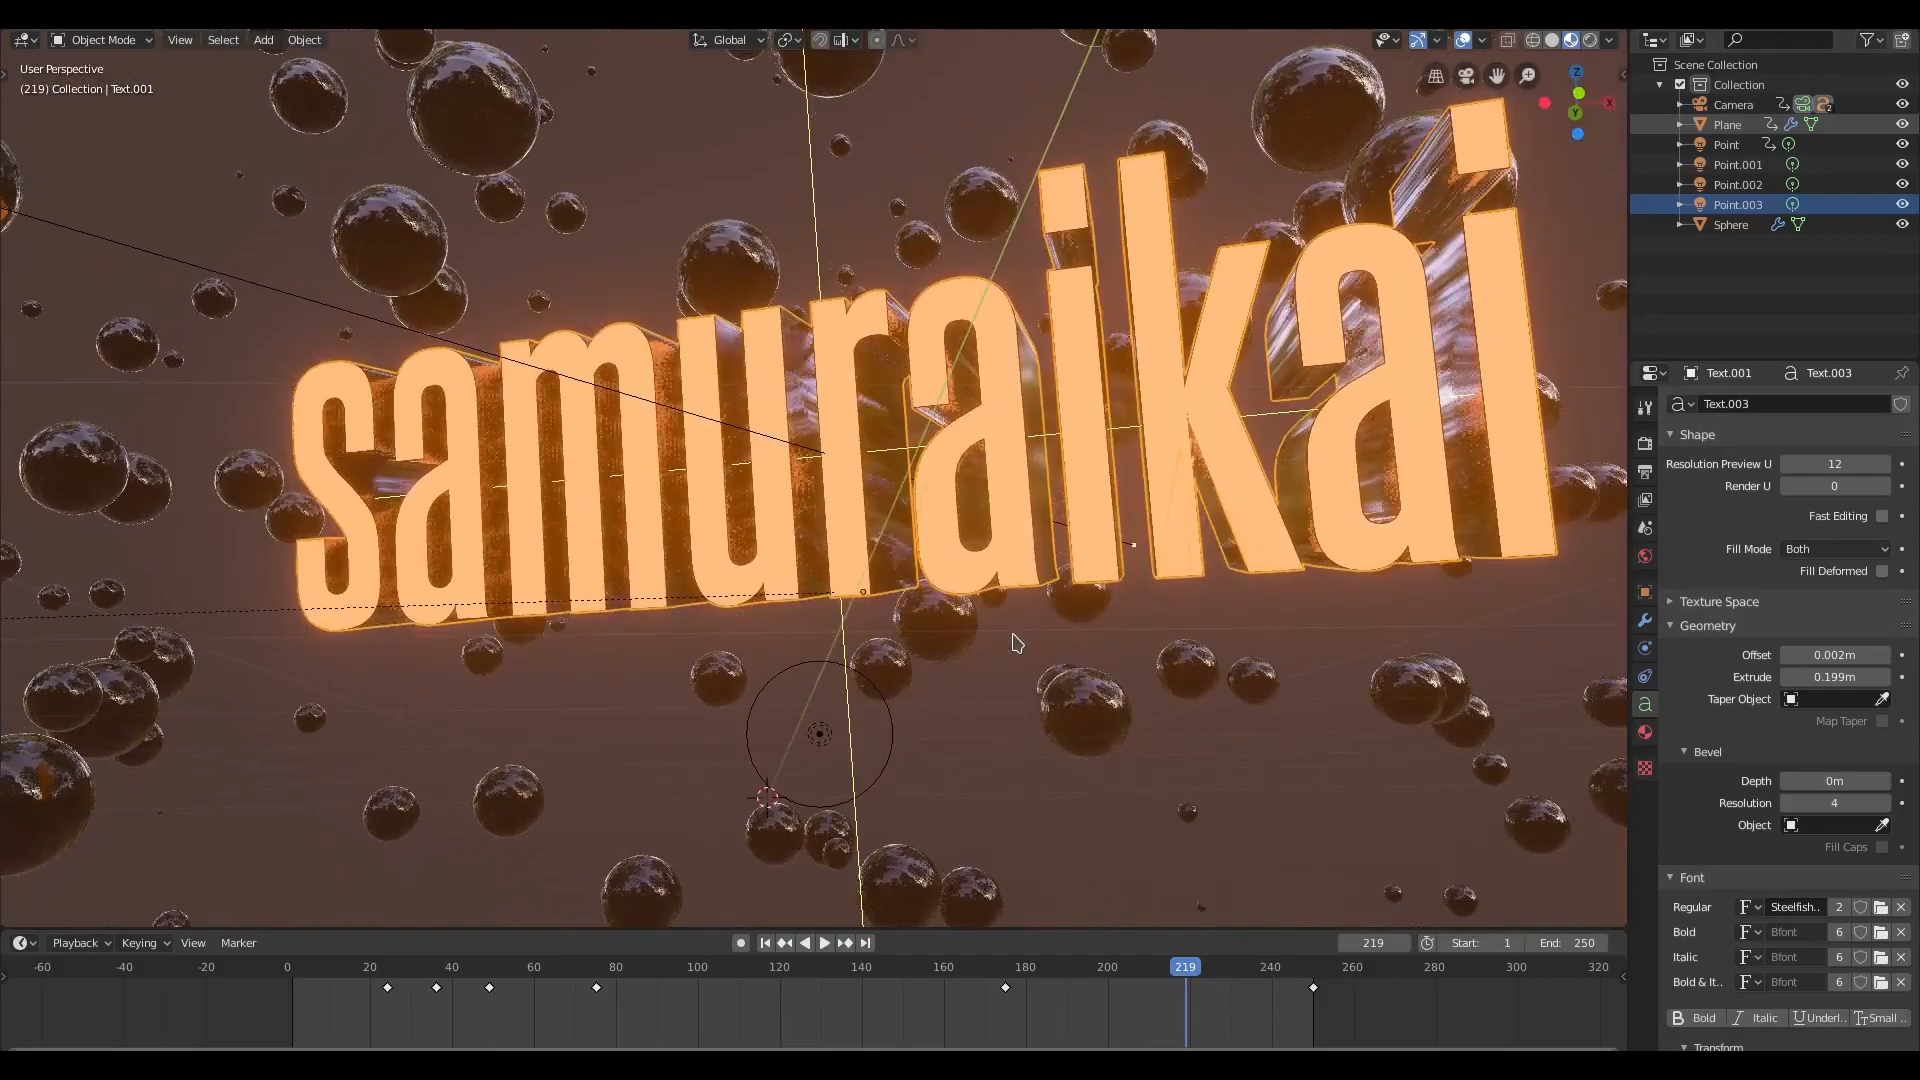 Object Mode View Select Add Object Global
User Perspective
(219) Collection | Text.001
samuraikai
Z
X
Y
Scene Collection
Collection
Camera 2
Plane
Point
Point.001
Point.002
Point.003
Sphere
Text.001 Text.003
Text.003
Shape
Resolution Preview U 12
Render U 0
Fast Editing
Fill Mode Both
Fill Deformed
Texture Space
Geometry
Offset 0.002m
Extrude 0.199m
Taper Object
Map Taper
Bevel
Depth 0m
Resolution 4
Object
Fill Caps
Font
Regular Steelfish.. 2
Bold Bfont 6
Italic Bfont 6
Bold & It.. Bfont 6
Bold Italic Underl.. Small ..
Transform
Playback Keying View Marker 219 Start: 1 End: 250
-60 -40 -20 0 20 40 60 80 100 120 140 160 180 200 219 240 260 280 300 320